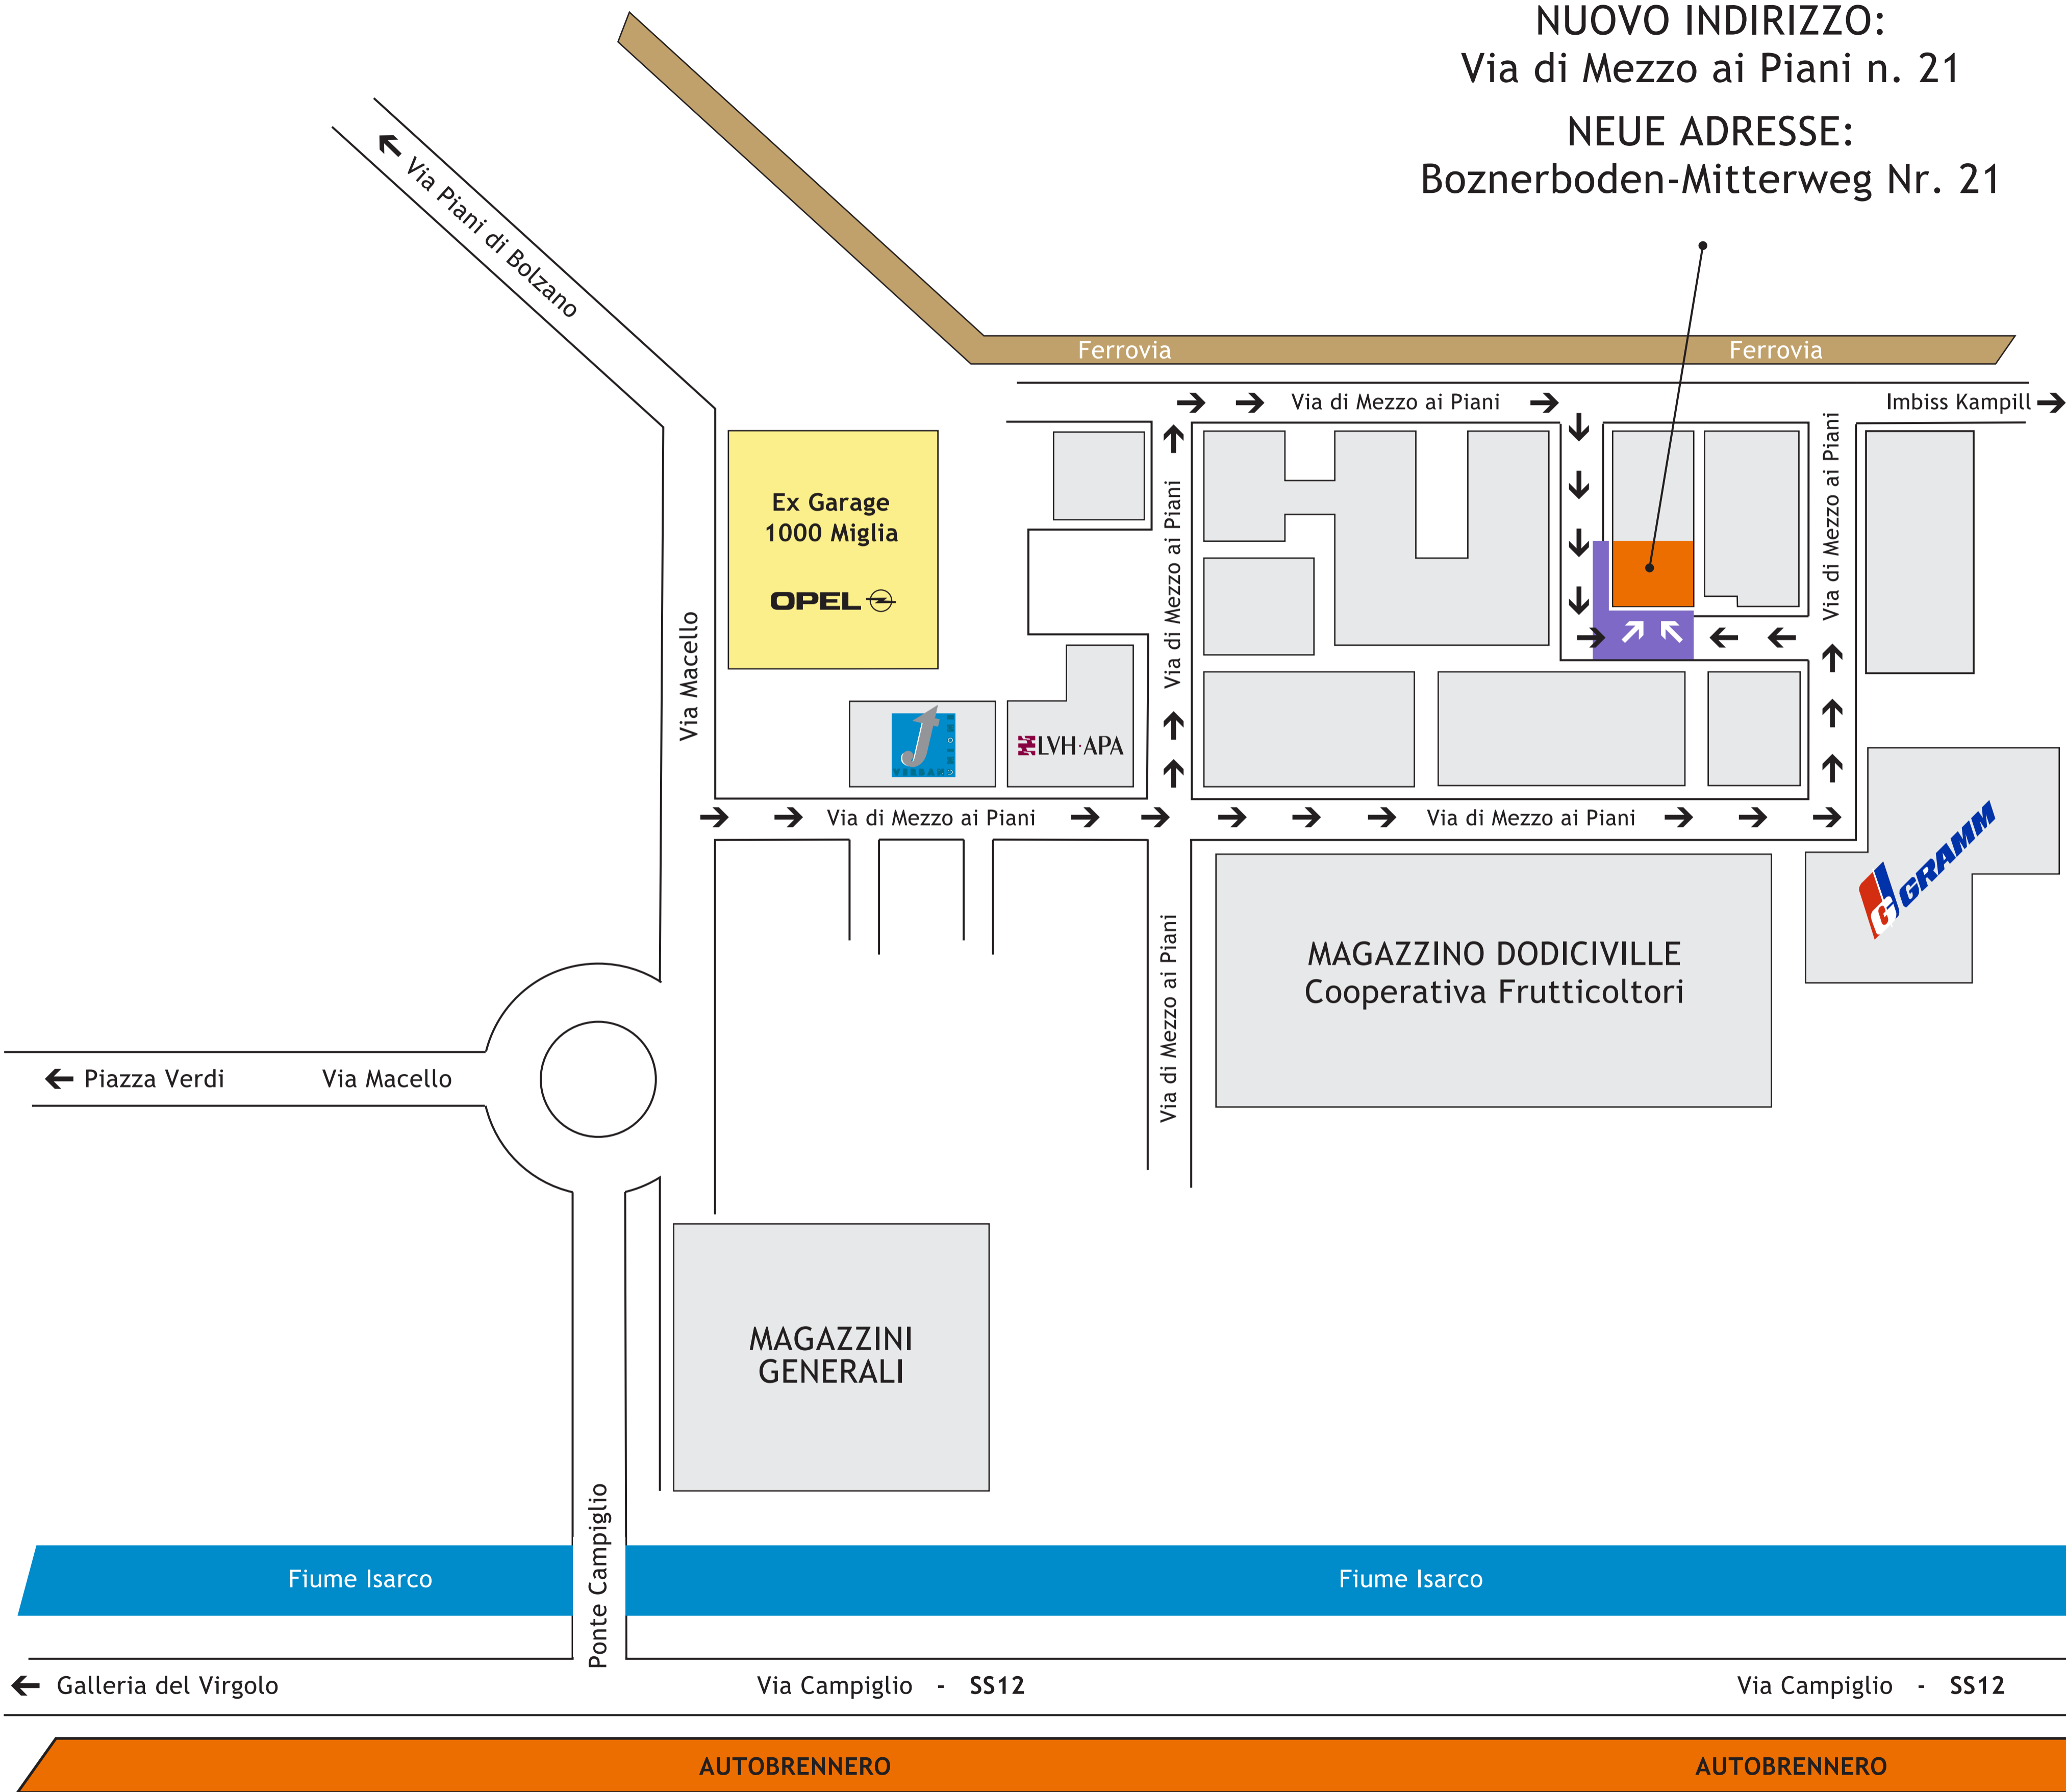 NUOVO INDIRIZZO:
Via di Mezzo ai Piani n. 21
NEUE ADRESSE:
Boznerboden-Mitterweg Nr. 21
Via Piani di Bolzano
Ferrovia
Ferrovia
Via di Mezzo ai Piani
Imbiss Kampill
Ex Garage
1000 Miglia
OPEL
Via Macello
Via di Mezzo ai Piani
Via di Mezzo ai Piani
LVH·APA
Via di Mezzo ai Piani
Via di Mezzo ai Piani
GRAMM
Via di Mezzo ai Piani
MAGAZZINO DODICIVILLE
Cooperativa Frutticoltori
Piazza Verdi
Via Macello
MAGAZZINI
GENERALI
Ponte Campiglio
Fiume Isarco
Fiume Isarco
Galleria del Virgolo
Via Campiglio - SS12
Via Campiglio - SS12
AUTOBRENNERO
AUTOBRENNERO